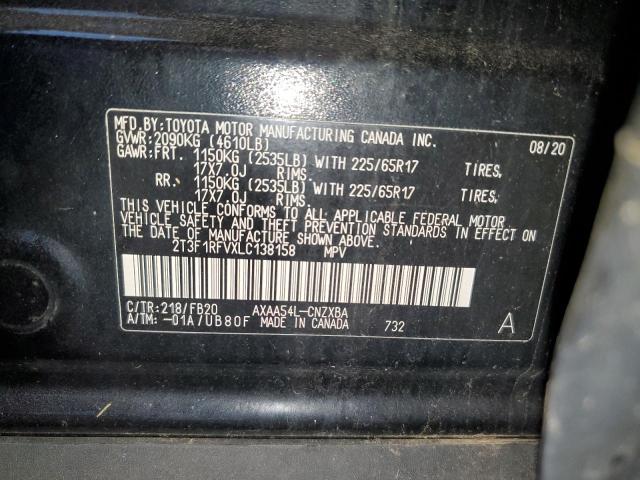 MFD.BY:TOYOTA MOTOR MANUFACTURING CANADA INC. 08/20
GVWR:2090KG (4610LB)
GAWR:FRT. 1150KG (2535LB) WITH 225/65R17 TIRES,
17X7.0J RIMS.
RR. 1150KG (2535LB) WITH 225/65R17 TIRES,
17X7.0J RIMS.
THIS VEHICLE CONFORMS TO ALL APPLICABLE FEDERAL MOTOR
VEHICLE SAFETY AND THEFT PREVENTION STANDARDS IN EFFECT ON
THE DATE OF MANUFACTURE SHOWN ABOVE.
2T3F1RFVXLC138158 MPV
C/TR:218/FB20 AXAA54L-CNZXBA
A/TM:-01A/UB80F MADE IN CANADA 732 A